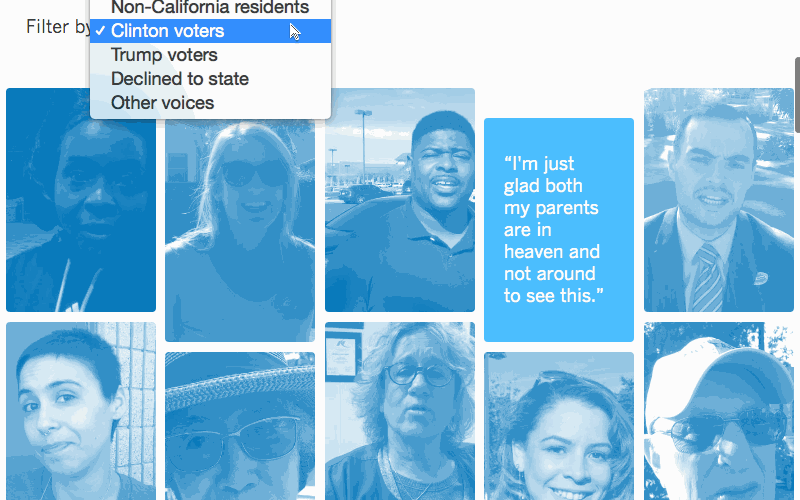 Non-California residents
Filter by
✓ Clinton voters
Trump voters
Declined to state
Other voices
“I'm just
glad both
my parents
are in
heaven and
not around
to see this.”